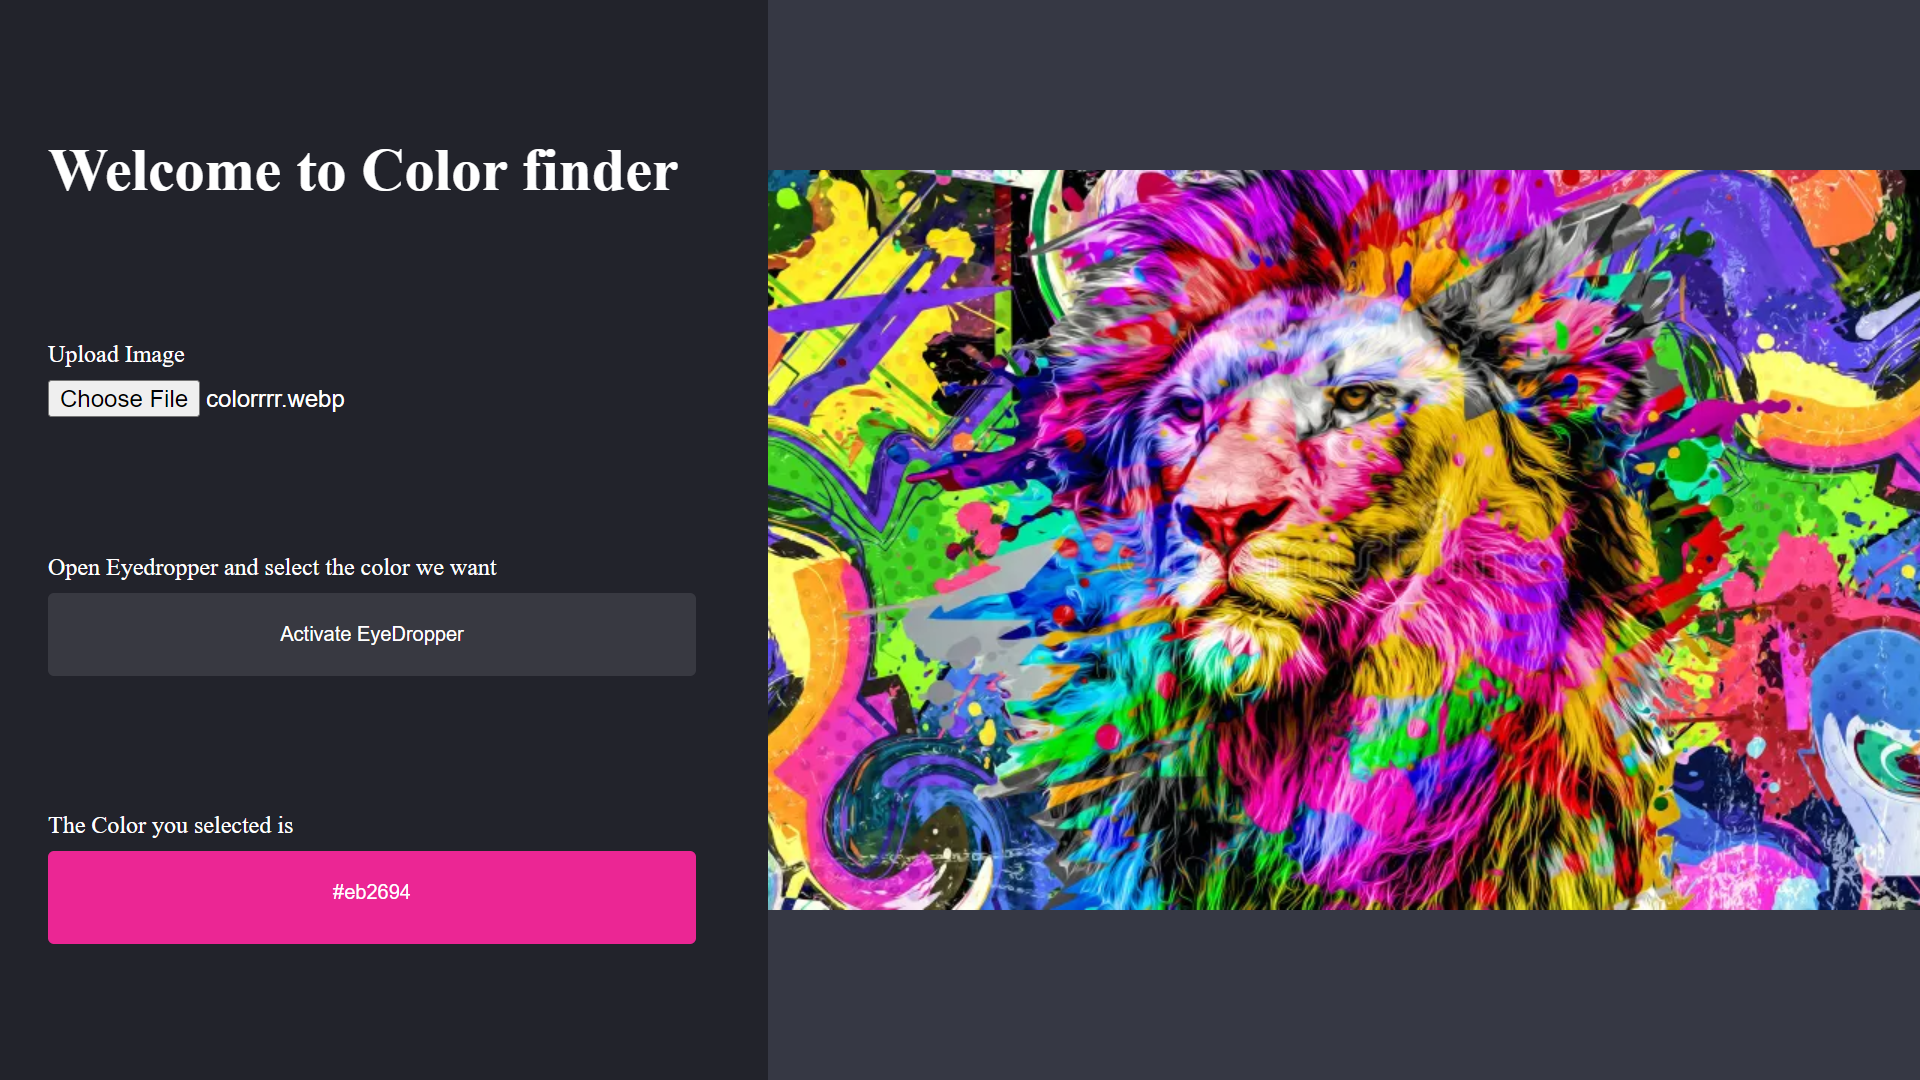 Welcome to Color finder
Upload Image
Choose File colorrrr.webp
Open Eyedropper and select the color we want
Activate EyeDropper
The Color you selected is
#eb2694
dreamstime